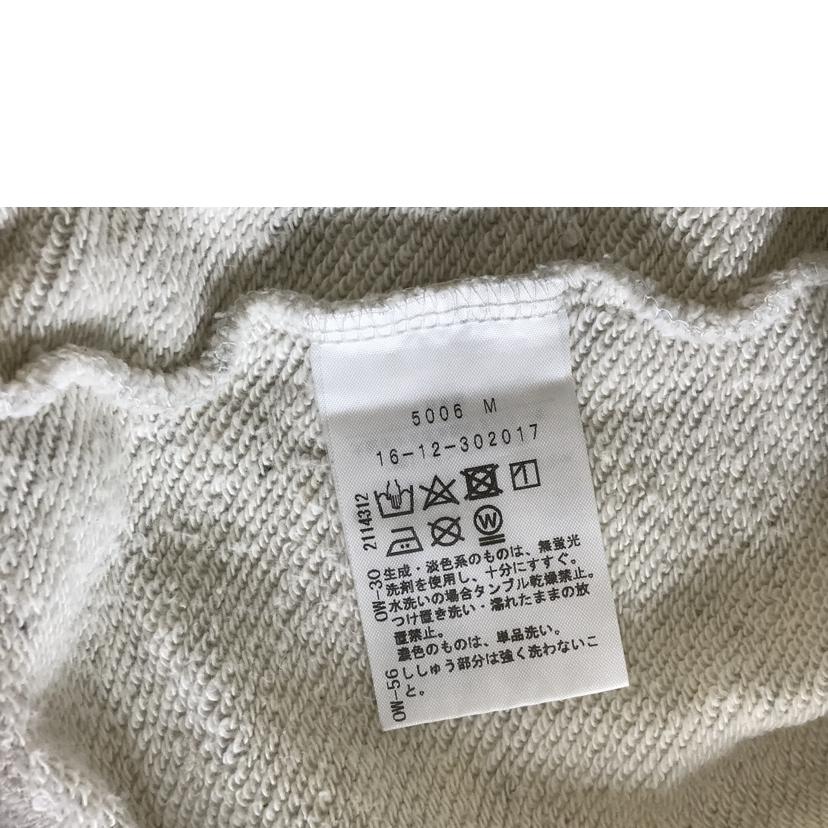 5006 M
16-12-302017
2114312
W
OW-30
生成・淡色系のものは、無蛍光
洗剤を使用し、十分にすすぐ。
水洗いの場合タンブル乾燥禁止。
つけ置き洗い・濡れたままの放
置禁止。
濃色のものは、単品洗い。
OW-56
ししゅう部分は強く洗わないこ
と。